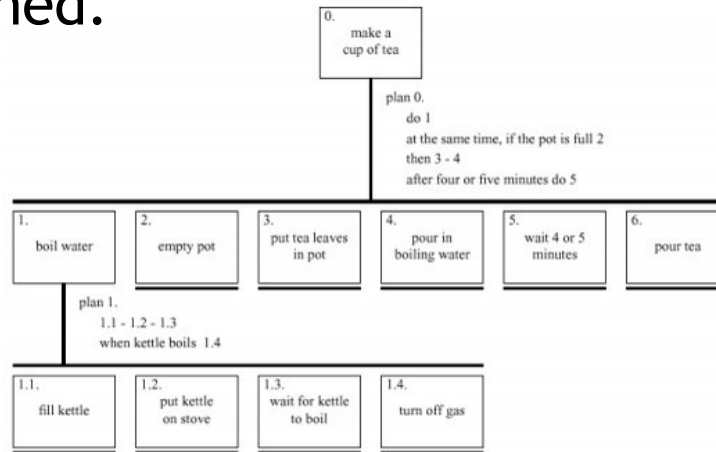 ned.
0.
make a
cup of tea
plan 0.
do 1
at the same time, if the pot is full 2
then 3 - 4
after four or five minutes do 5
1.
boil water
2.
empty pot
3.
put tea leaves
in pot
4.
pour in
boiling water
5.
wait 4 or 5
minutes
6.
pour tea
plan 1.
1.1 - 1.2 - 1.3
when kettle boils 1.4
1.1.
fill kettle
1.2.
put kettle
on stove
1.3.
wait for kettle
to boil
1.4.
turn off gas